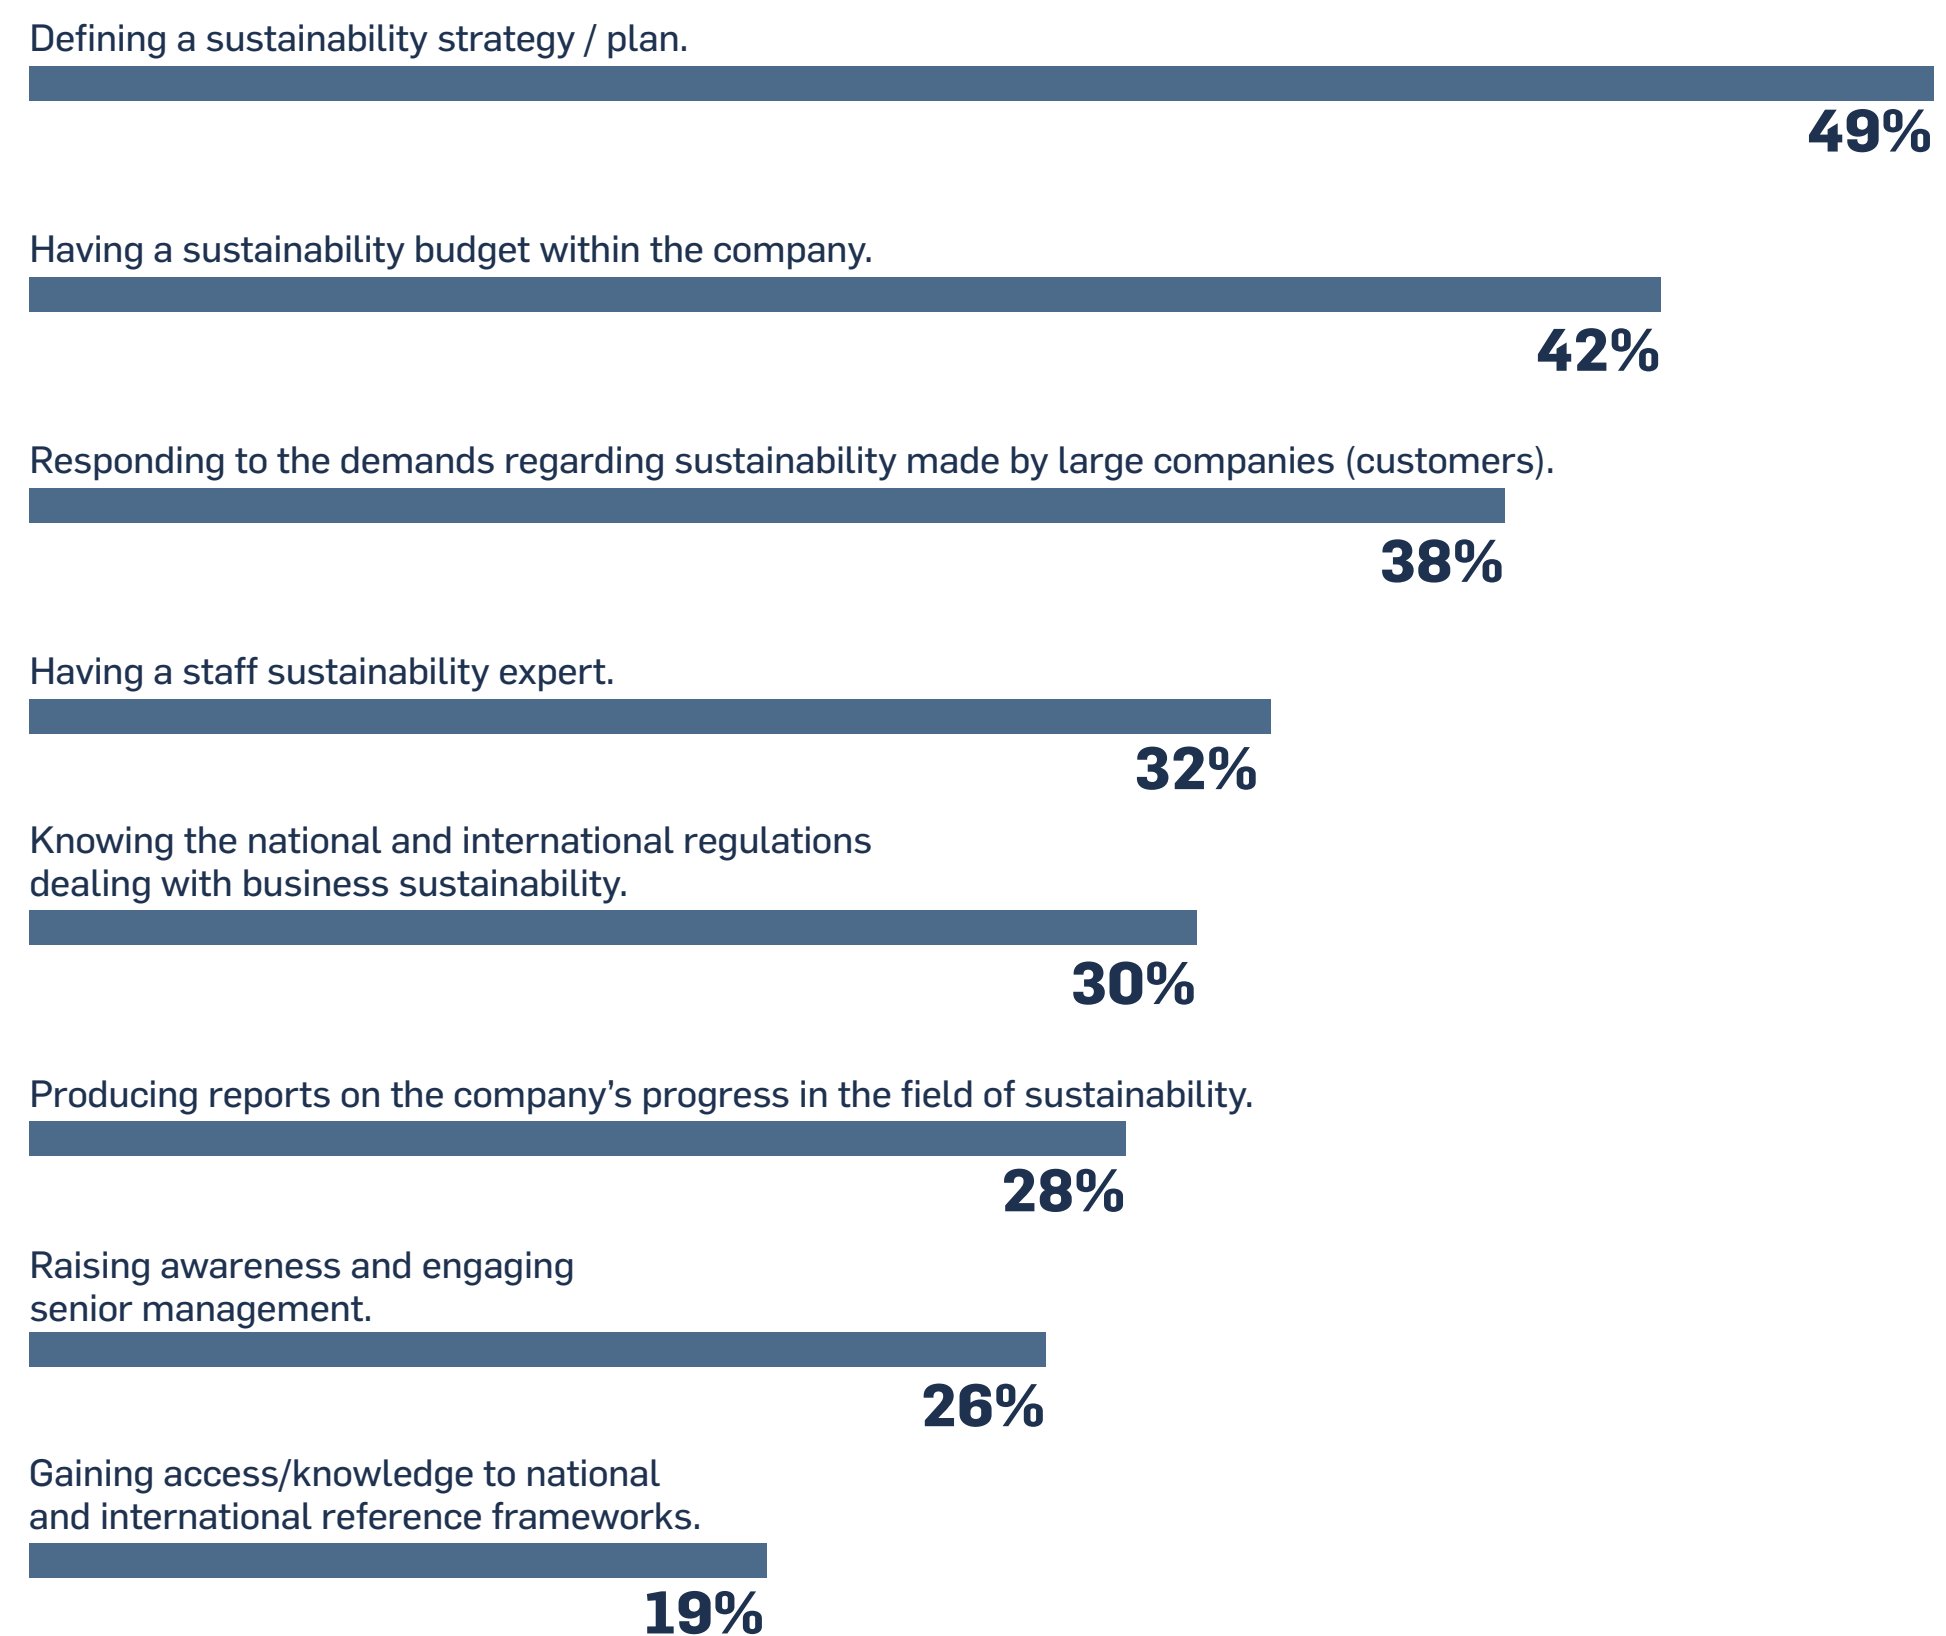 Defining a sustainability strategy / plan.
49%
Having a sustainability budget within the company.
42%
Responding to the demands regarding sustainability made by large companies (customers).
38%
Having a staff sustainability expert.
32%
Knowing the national and international regulations
dealing with business sustainability.
30%
Producing reports on the company’s progress in the field of sustainability.
28%
Raising awareness and engaging
senior management.
26%
Gaining access/knowledge to national
and international reference frameworks.
19%